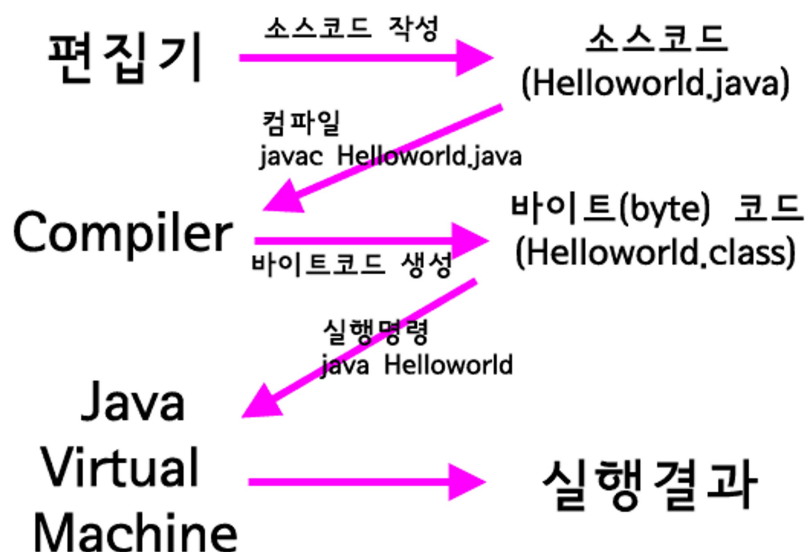 편집기
소스코드 작성
소스코드
(Helloworld.java)
컴파일
javac Helloworld.java
Compiler
바이트코드 생성
바이트(byte) 코드
(Helloworld.class)
실행명령
java Helloworld
Java
Virtual
Machine
실행결과